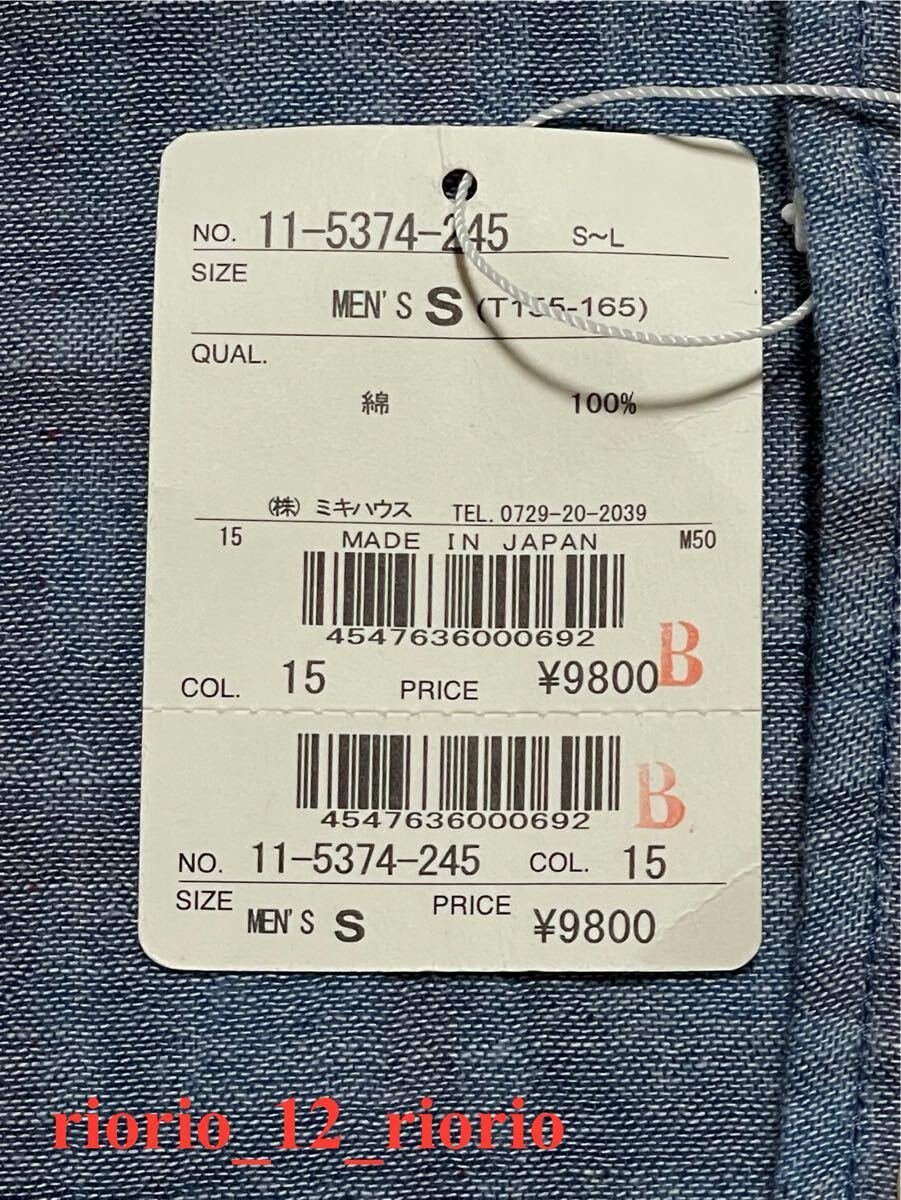 NO. 11-5374-245 S~L
SIZE
MEN'S S (T155-165)
QUAL.
綿 100%
(株) ミキハウス TEL. 0729-20-2039
15 MADE IN JAPAN M50
4547636000692
B
COL. 15 PRICE ¥9800
4547636000692
B
NO. 11-5374-245 COL. 15
SIZE MEN'S S PRICE ¥9800
riorio_12_riorio